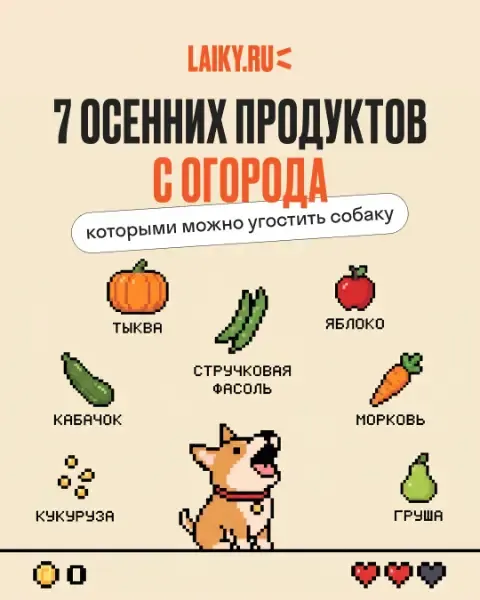 LAIKY.RU
7 ОСЕННИХ ПРОДУКТОВ
С ОГОРОДА
которыми можно угостить собаку
ТЫКВА
СТРУЧКОВАЯ
ФАСОЛЬ
ЯБЛОКО
КАБАЧОК
МОРКОВЬ
КУКУРУЗА
ГРУША
0